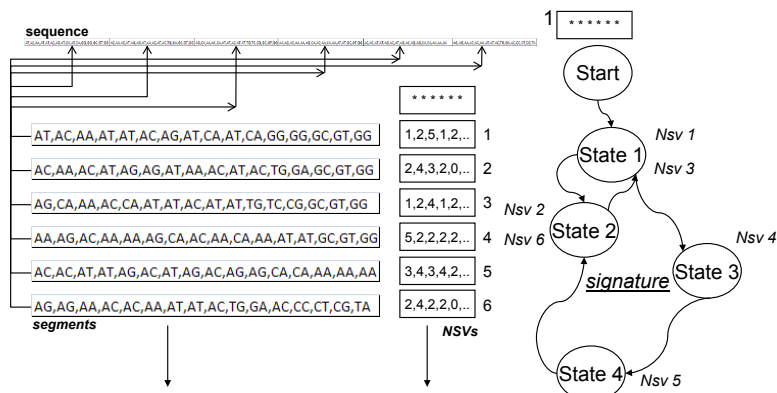 sequence
1
* * * * * *
Start
* * * * * *
AT,AC,AA,AT,AT,AC,AG,AT,CA,AT,CA,GG,GG,GC,GT,GG
1,2,5,1,2,..
1
AC,AA,AC,AT,AG,AG,AT,AA,AC,AT,AC,TG,GA,GC,GT,GG
2,4,3,2,0,..
2
AG,CA,AA,AC,CA,AT,AT,AC,AT,AT,TG,TC,CG,GC,GT,GG
1,2,4,1,2,..
3
AA,AG,AC,AA,AA,AG,CA,AC,AA,CA,AA,AT,AT,GC,GT,GG
5,2,2,2,2,..
4
AC,AC,AT,AT,AG,AC,AT,AG,AC,AG,AG,CA,CA,AA,AA,AA
3,4,3,4,2,..
5
AG,AG,AA,AC,AC,AA,AT,AT,AC,TG,GA,AC,CC,CT,CG,TA
2,4,2,2,0,..
6
segments
NSVs
State 1
Nsv 1
Nsv 3
Nsv 2
Nsv 6
State 2
Nsv 4
State 3
signature
State 4
Nsv 5